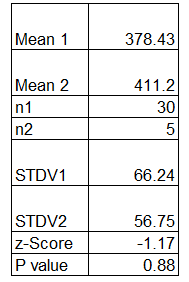 Mean 1 378.43
Mean 2 411.2
n1 30
n2 5
STDV1 66.24
STDV2 56.75
z-Score -1.17
P value 0.88